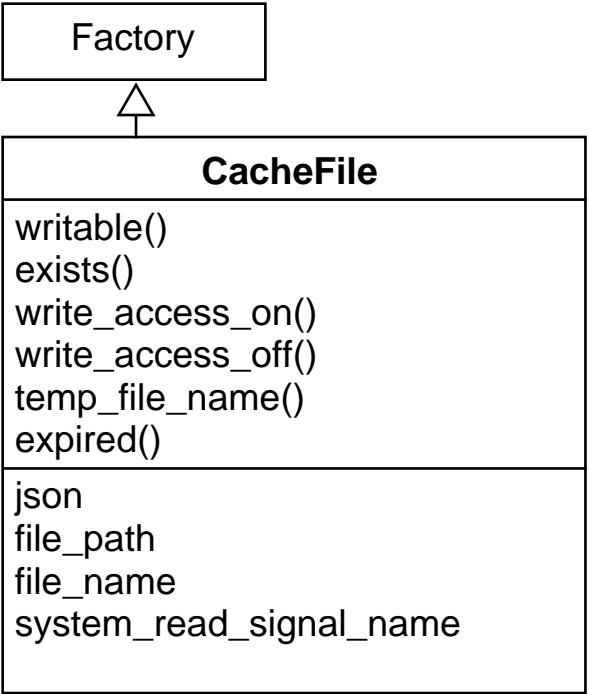 Factory
CacheFile
writable()
exists()
write_access_on()
write_access_off()
temp_file_name()
expired()
json
file_path
file_name
system_read_signal_name